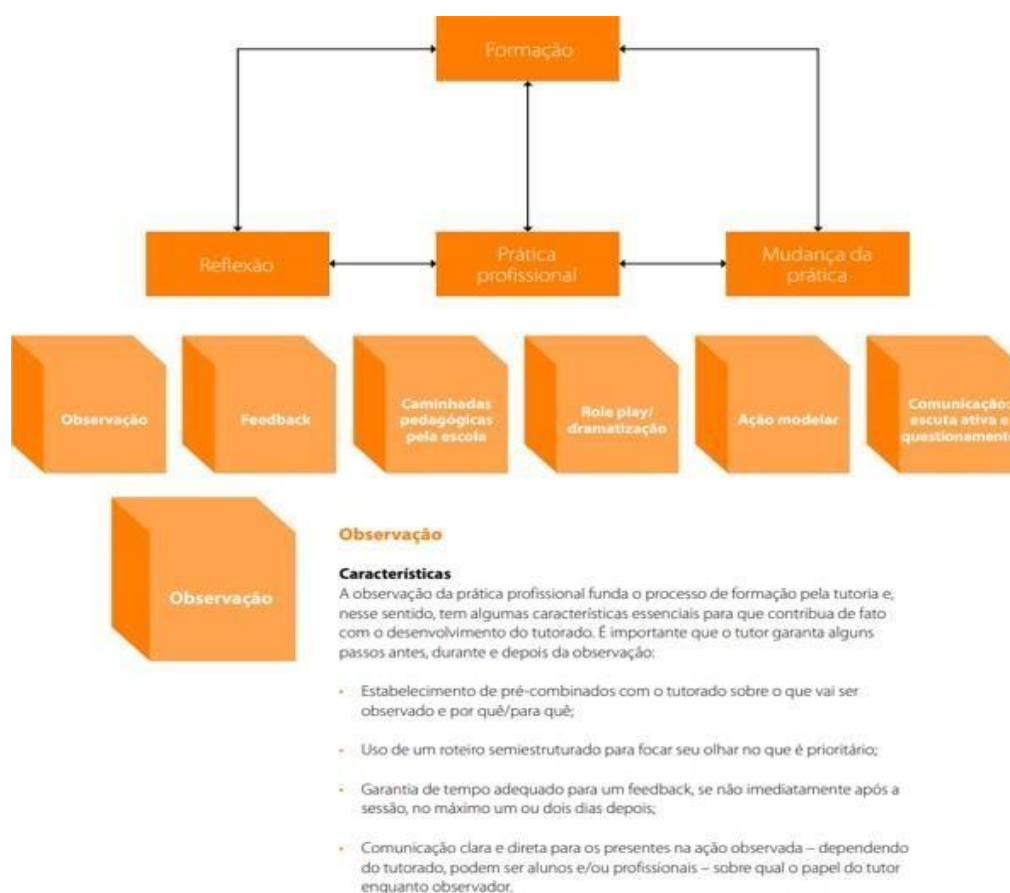 Formação
Reflexão
Prática
profissional
Mudança da
prática
Observação
Feedback
Caminhadas
pedagógicas
pela escola
Role play/
dramatização
Ação modelar
Comunicação:
escuta ativa e
questionamento
Observação
Observação
Características
A observação da prática profissional funda o processo de formação pela tutoria e,
nesse sentido, tem algumas características essenciais para que contribua de fato
com o desenvolvimento do tutorado. É importante que o tutor garanta alguns
passos antes, durante e depois da observação:
• Estabelecimento de pré-combinados com o tutorado sobre o que vai ser
observado e por quê/para quê;
• Uso de um roteiro semiestruturado para focar seu olhar no que é prioritário;
• Garantia de tempo adequado para um feedback, se não imediatamente após a
sessão, no máximo um ou dois dias depois;
• Comunicação clara e direta para os presentes na ação observada – dependendo
do tutorado, podem ser alunos e/ou profissionais – sobre qual o papel do tutor
enquanto observador.